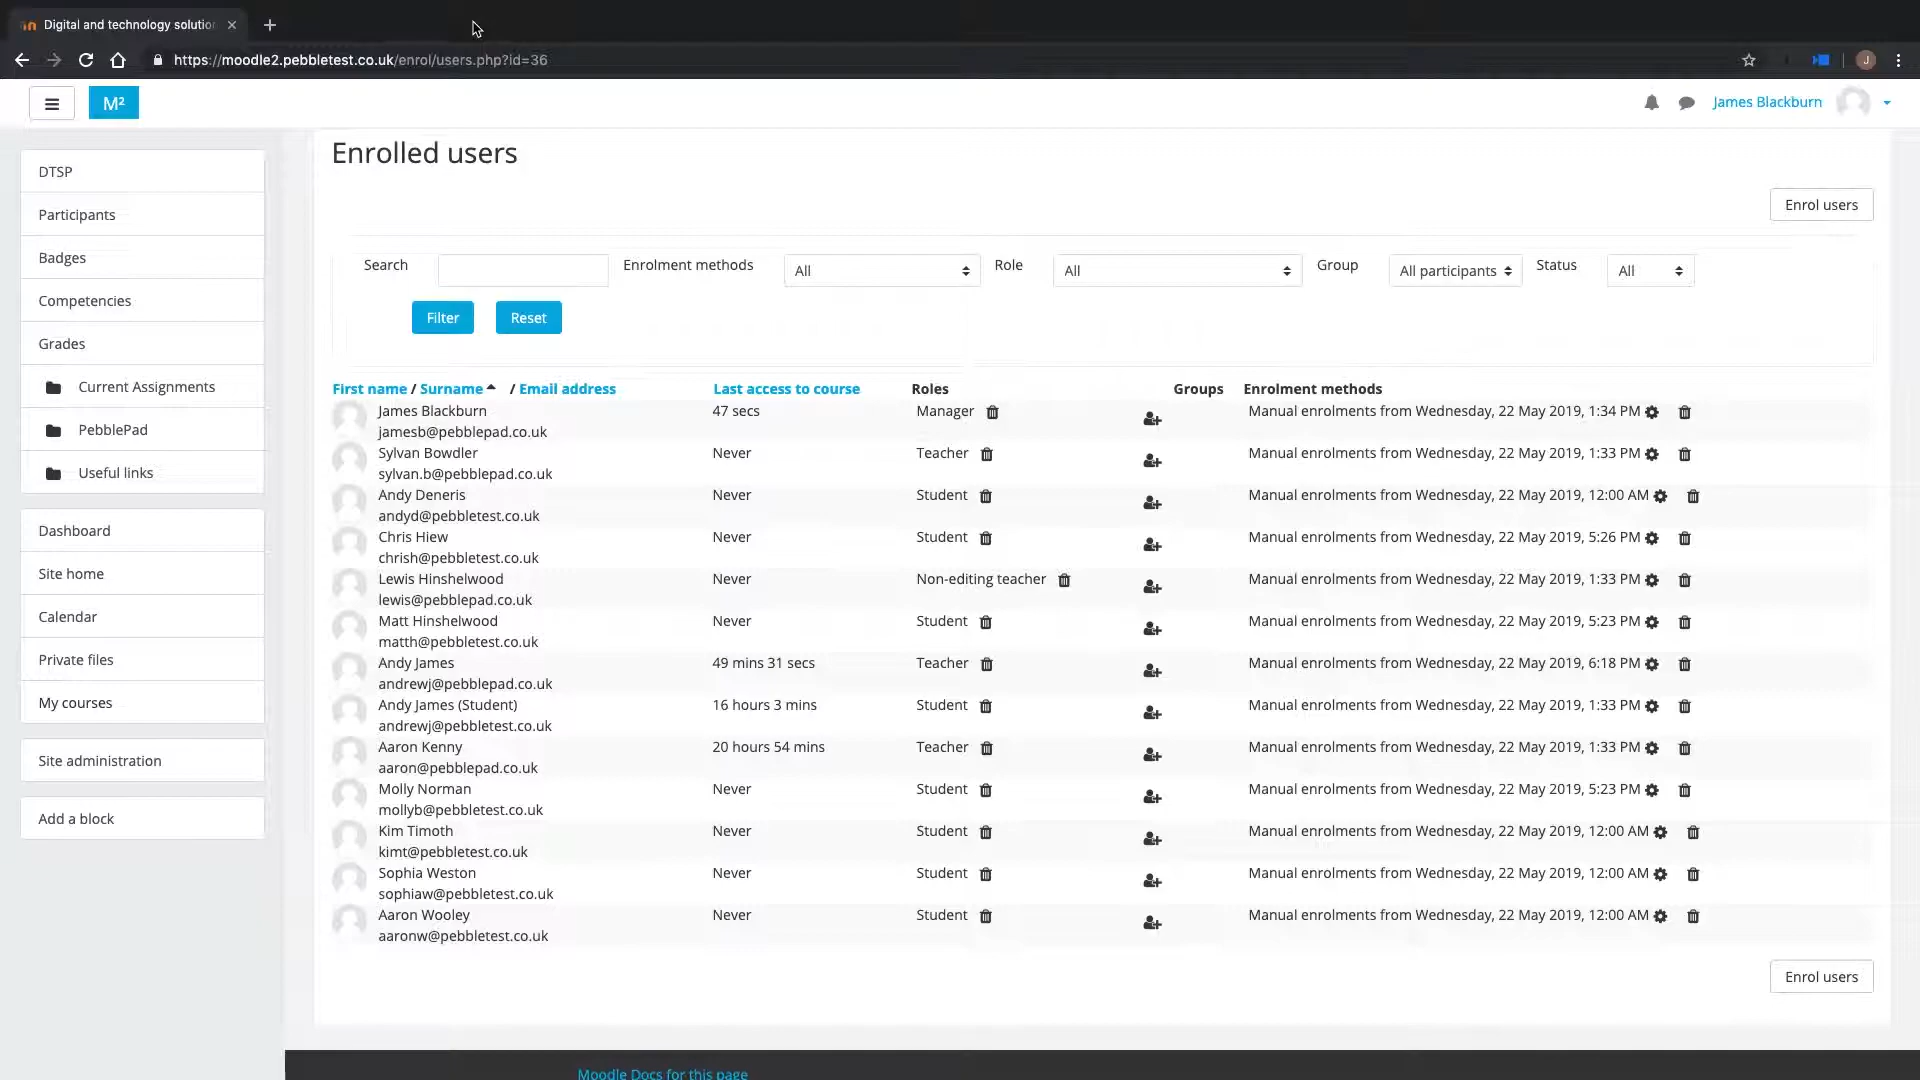 Digital and technology solution
https://moodle2.pebbletest.co.uk/enrol/users.php?id=36
J
M²
James Blackburn
DTSP
Participants
Badges
Competencies
Grades
Current Assignments
PebblePad
Useful links
Dashboard
Site home
Calendar
Private files
My courses
Site administration
Add a block
Enrolled users
Enrol users
Search Enrolment methods All Role All Group All participants Status All
Filter Reset
First name / Surname / Email address Last access to course Roles Groups Enrolment methods
James Blackburn 47 secs Manager Manual enrolments from Wednesday, 22 May 2019, 1:34 PM
jamesb@pebblepad.co.uk
Sylvan Bowdler Never Teacher Manual enrolments from Wednesday, 22 May 2019, 1:33 PM
sylvan.b@pebblepad.co.uk
Andy Deneris Never Student Manual enrolments from Wednesday, 22 May 2019, 12:00 AM
andyd@pebbletest.co.uk
Chris Hiew Never Student Manual enrolments from Wednesday, 22 May 2019, 5:26 PM
chrish@pebbletest.co.uk
Lewis Hinshelwood Never Non-editing teacher Manual enrolments from Wednesday, 22 May 2019, 1:33 PM
lewis@pebblepad.co.uk
Matt Hinshelwood Never Student Manual enrolments from Wednesday, 22 May 2019, 5:23 PM
matth@pebbletest.co.uk
Andy James 49 mins 31 secs Teacher Manual enrolments from Wednesday, 22 May 2019, 6:18 PM
andrewj@pebblepad.co.uk
Andy James (Student) 16 hours 3 mins Student Manual enrolments from Wednesday, 22 May 2019, 1:33 PM
andrewj@pebbletest.co.uk
Aaron Kenny 20 hours 54 mins Teacher Manual enrolments from Wednesday, 22 May 2019, 1:33 PM
aaron@pebblepad.co.uk
Molly Norman Never Student Manual enrolments from Wednesday, 22 May 2019, 5:23 PM
mollyb@pebbletest.co.uk
Kim Timoth Never Student Manual enrolments from Wednesday, 22 May 2019, 12:00 AM
kimt@pebbletest.co.uk
Sophia Weston Never Student Manual enrolments from Wednesday, 22 May 2019, 12:00 AM
sophiaw@pebbletest.co.uk
Aaron Wooley Never Student Manual enrolments from Wednesday, 22 May 2019, 12:00 AM
aaronw@pebbletest.co.uk
Enrol users
Moodle Docs for this page